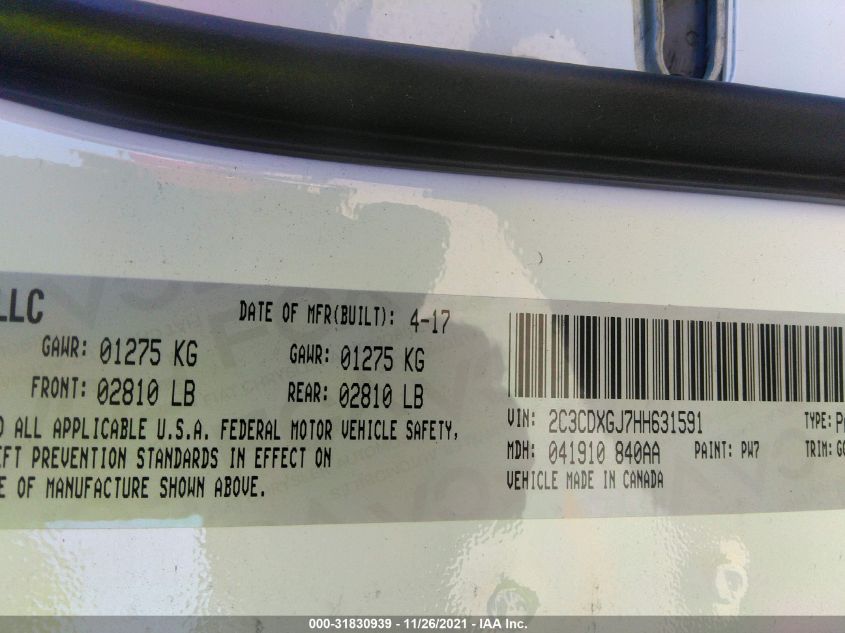 LLC
DATE OF MFR(BUILT): 4-17
GAWR: 01275 KG
GAWR: 01275 KG
FRONT: 02810 LB
REAR: 02810 LB
ALL APPLICABLE U.S.A. FEDERAL MOTOR VEHICLE SAFETY,
PREVENTION STANDARDS IN EFFECT ON
OF MANUFACTURE SHOWN ABOVE.
VIN: 2C3CDXGJ7HH631591
TYPE:
MDH: 041910 840AA
PAINT: PW7
TRIM:
VEHICLE MADE IN CANADA
000-31830939 - 11/26/2021 - IAA Inc.